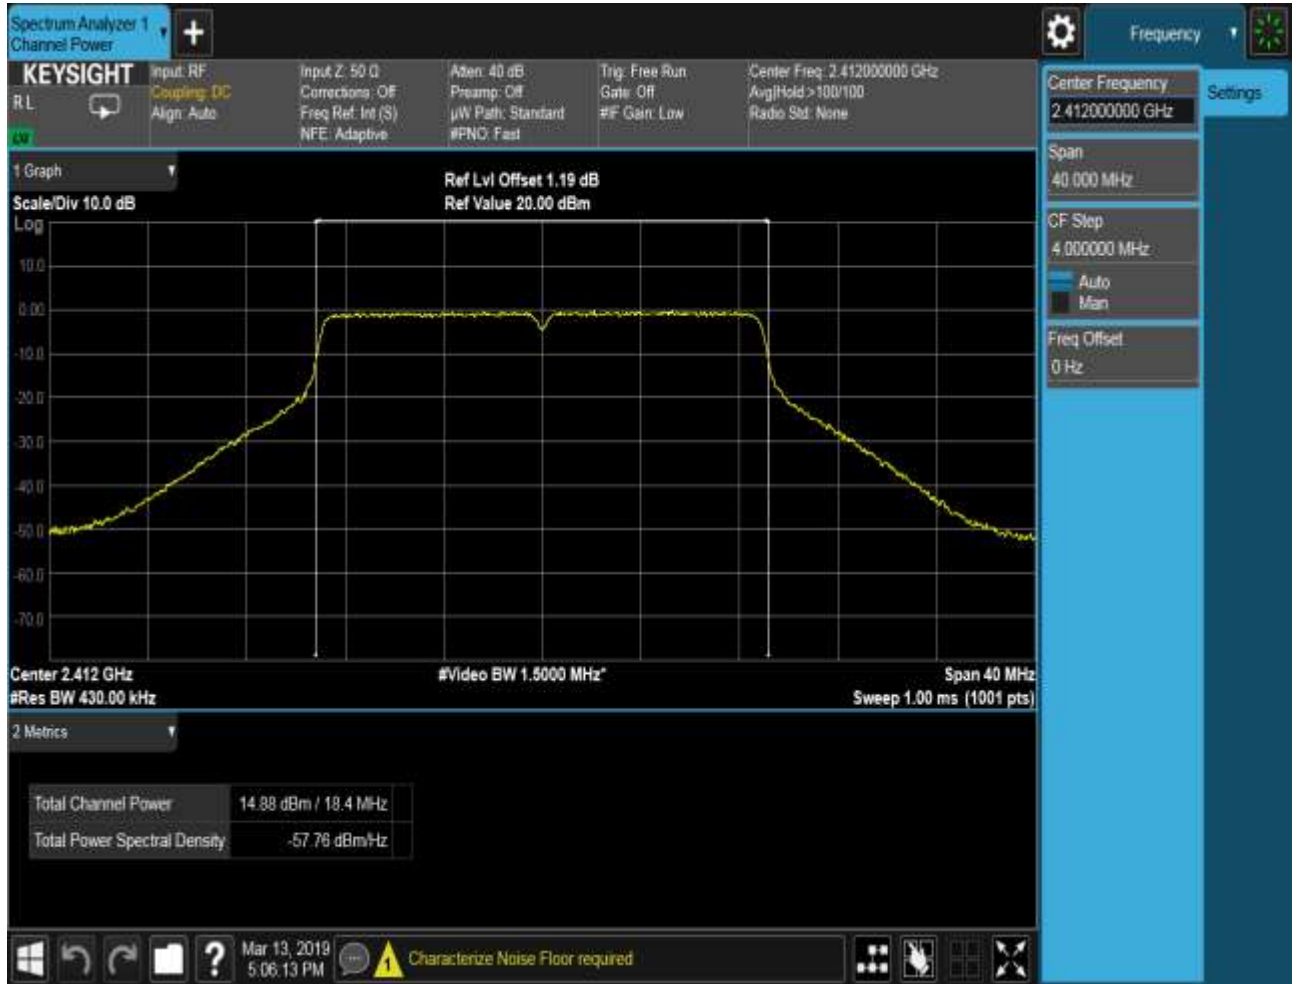 Spectrum Analyzer 1
Channel Power
+
Frequency
KEYSIGHT
RL
Input: RF
Coupling: DC
Align: Auto
Input Z: 50 Ω
Corrections: Off
Freq Ref: Int (S)
NFE: Adaptive
Atten: 40 dB
Preamp: Off
µW Path: Standard
#PNO: Fast
Trig: Free Run
Gate: Off
#IF Gain: Low
Center Freq: 2.412000000 GHz
Avg|Hold:>100/100
Radio Std: None
Center Frequency
2.412000000 GHz
Settings
Span
40.000 MHz
CF Step
4.000000 MHz
Auto
Man
Freq Offset
0 Hz
1 Graph
Scale/Div 10.0 dB
Ref Lvl Offset 1.19 dB
Ref Value 20.00 dBm
Log
10.0
0.00
-10.0
-20.0
-30.0
-40.0
-50.0
-60.0
-70.0
Center 2.412 GHz
#Video BW 1.5000 MHz*
Span 40 MHz
#Res BW 430.00 kHz
Sweep 1.00 ms (1001 pts)
2 Metrics
Total Channel Power 14.88 dBm / 18.4 MHz
Total Power Spectral Density -57.76 dBm/Hz
?
Mar 13, 2019
5:06:13 PM
1
Characterize Noise Floor required